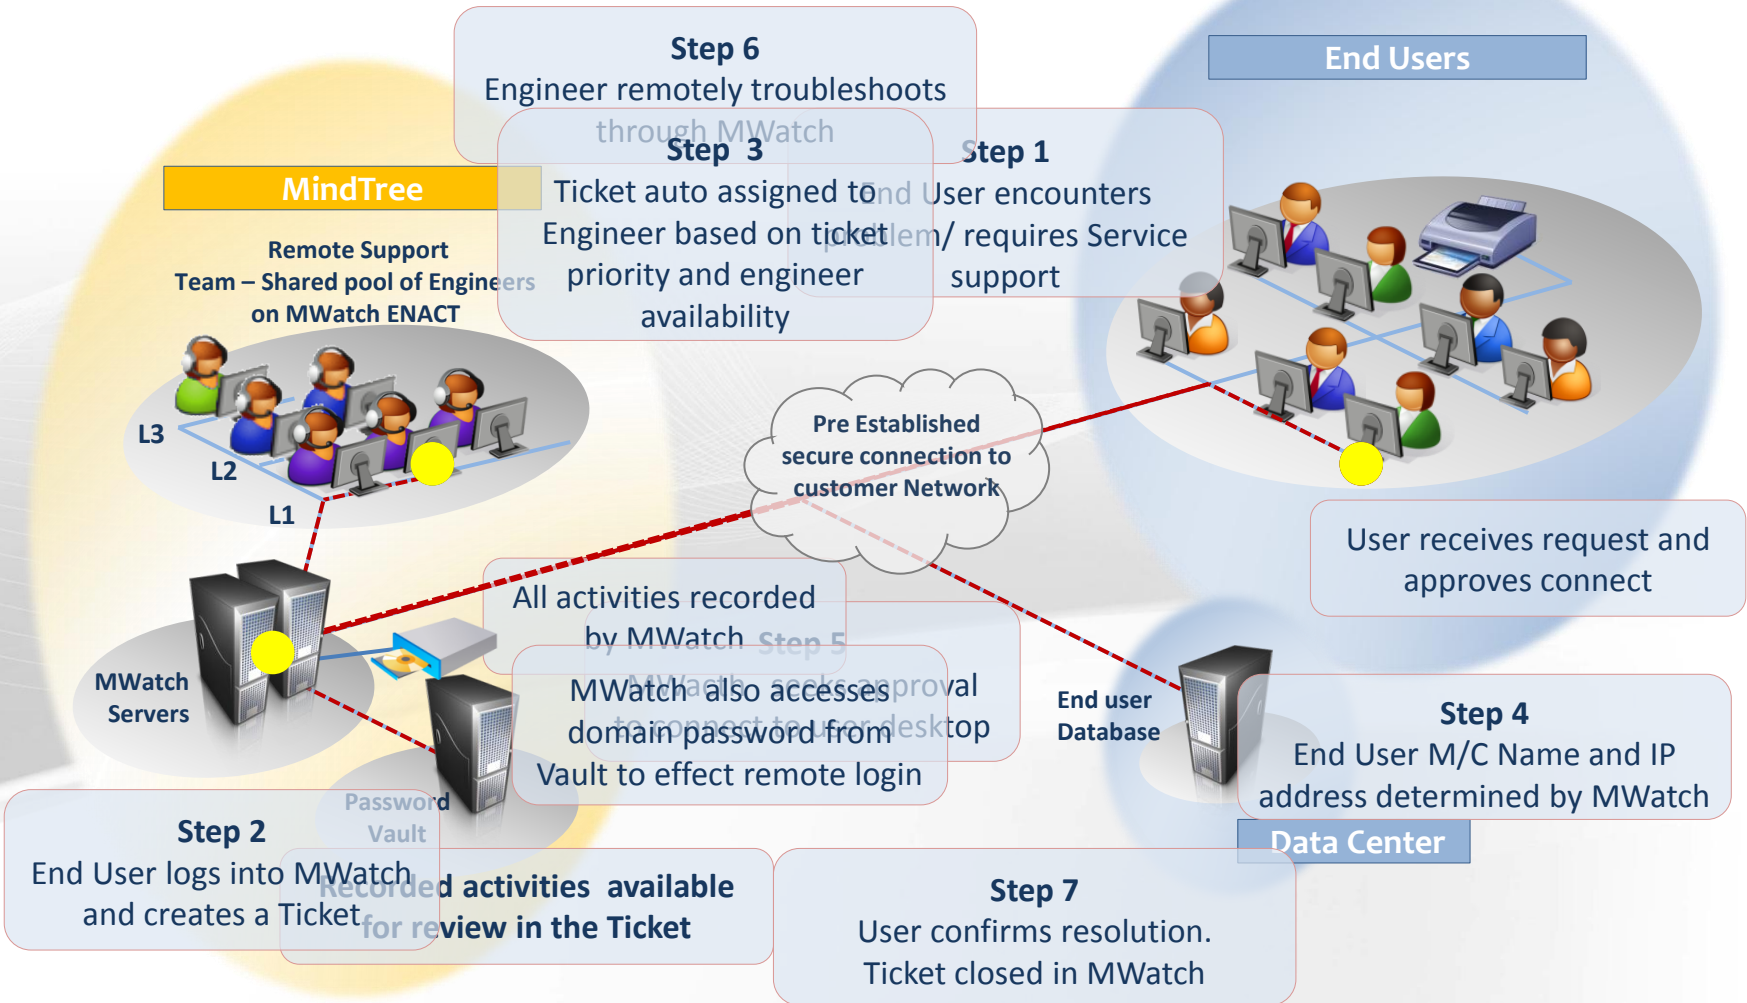 Step 6
Engineer remotely troubleshoots
through MWatch
End Users
Step 3
Ticket auto assigned to
Engineer based on ticket
priority and engineer
availability
Step 1
End User encounters
problem/ requires Service
support
MindTree
Remote Support
Team – Shared pool of Engineers
on MWatch ENACT
L3
L2
L1
Pre Established
secure connection to
customer Network
User receives request and
approves connect
All activities recorded
by MWatch
Step 5
MWacth seeks approval
to connect to user desktop
MWatch also accesses
domain password from
Vault to effect remote login
MWatch
Servers
End user
Database
Step 4
End User M/C Name and IP
address determined by MWatch
Data Center
Password
Vault
Step 2
End User logs into MWatch
and creates a Ticket
Recorded activities available
for review in the Ticket
Step 7
User confirms resolution.
Ticket closed in MWatch